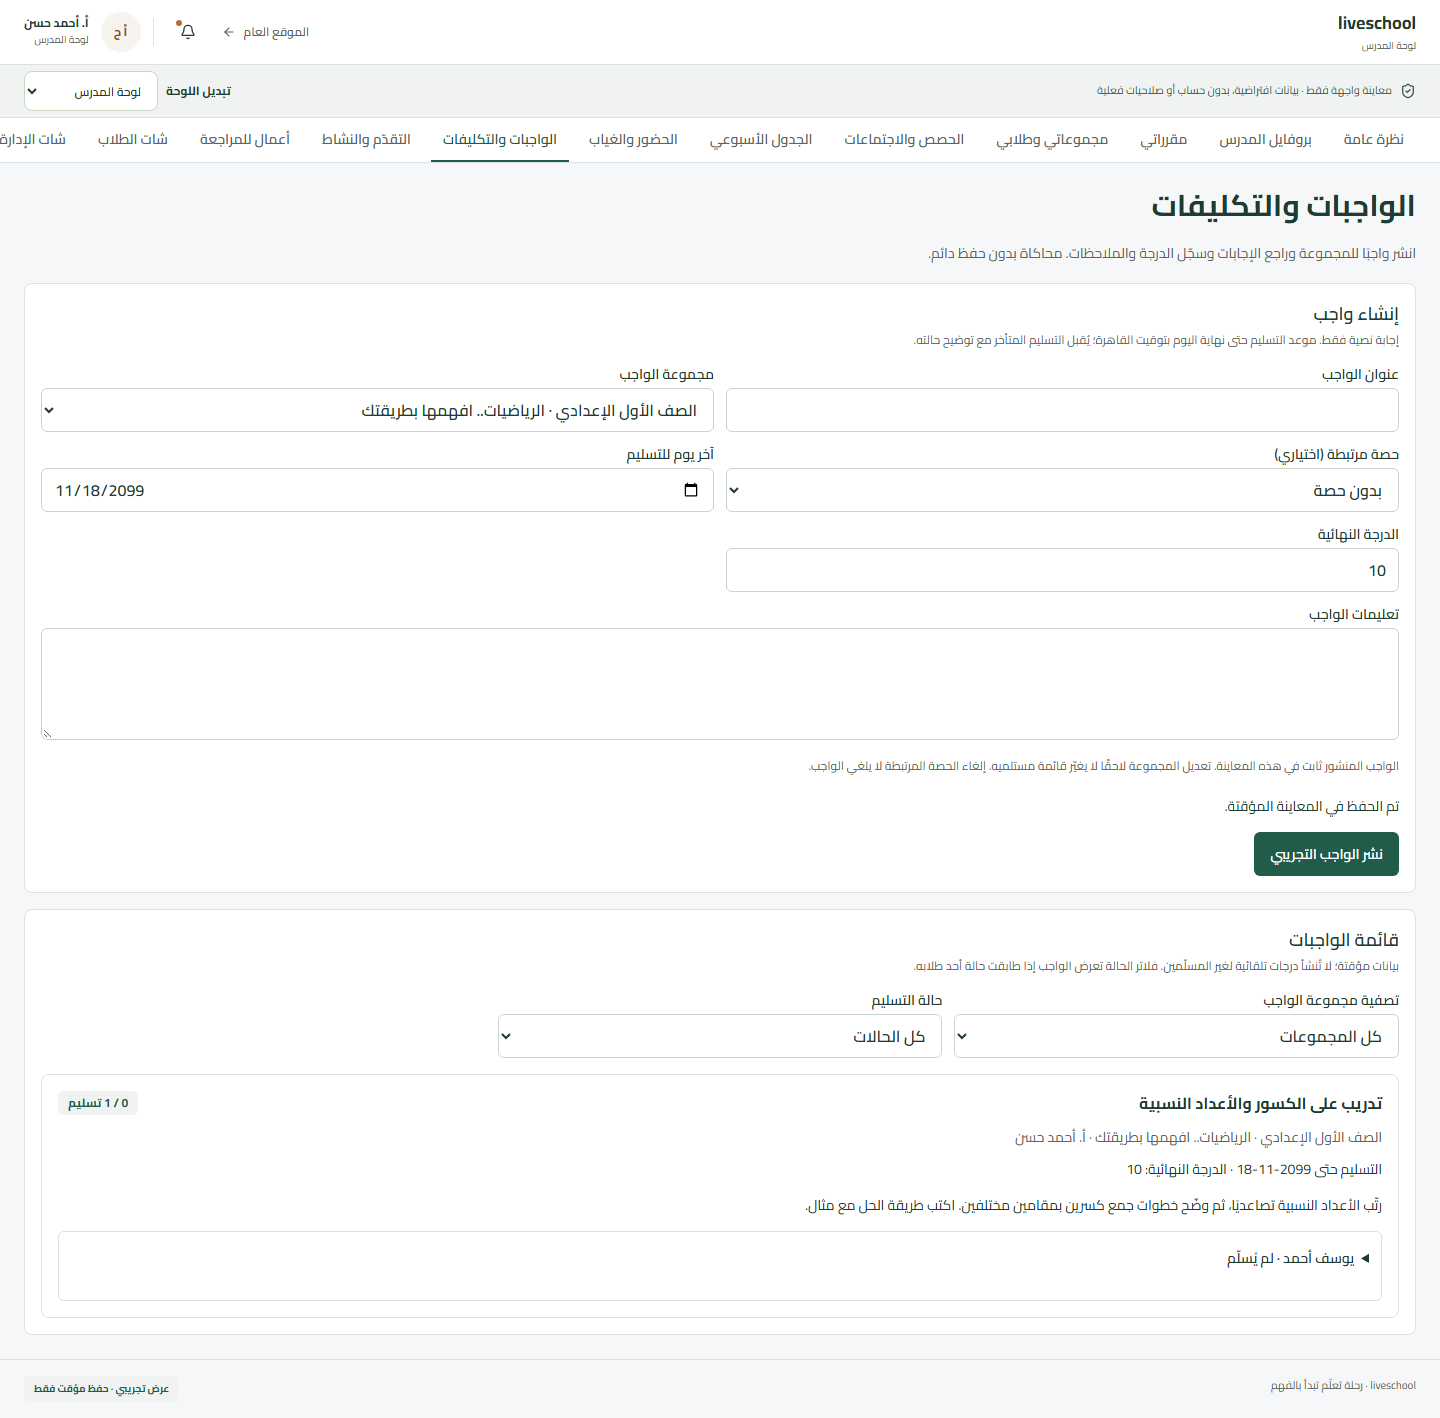 liveschool
لوحة المدرس
الموقع العام
أ ح
أ. أحمد حسن
لوحة المدرس
معاينة واجهة فقط · بيانات افتراضية، بدون حساب أو صلاحيات فعلية
تبديل اللوحة
لوحة المدرس
نظرة عامة
بروفايل المدرس
مقرراتي
مجموعاتي وطلابي
الحصص والاجتماعات
الجدول الأسبوعي
الحضور والغياب
الواجبات والتكليفات
التقدّم والنشاط
أعمال للمراجعة
شات الطلاب
شات الإدارة
الواجبات والتكليفات
انشر واجبًا للمجموعة وراجع الإجابات وسجّل الدرجة والملاحظات. محاكاة بدون حفظ دائم.
إنشاء واجب
إجابة نصية فقط. موعد التسليم حتى نهاية اليوم بتوقيت القاهرة؛ يُقبل التسليم المتأخر مع توضيح حالته.
عنوان الواجب
مجموعة الواجب
الصف الأول الإعدادي · الرياضيات.. افهمها بطريقتك
حصة مرتبطة (اختياري)
بدون حصة
آخر يوم للتسليم
11/18/2099
الدرجة النهائية
10
تعليمات الواجب
الواجب المنشور ثابت في هذه المعاينة. تعديل المجموعة لاحقًا لا يغيّر قائمة مستلميه. إلغاء الحصة المرتبطة لا يلغي الواجب.
تم الحفظ في المعاينة المؤقتة.
نشر الواجب التجريبي
قائمة الواجبات
بيانات مؤقتة؛ لا تُنشأ درجات تلقائية لغير المسلّمين. فلاتر الحالة تعرض الواجب إذا طابقت حالة أحد طلابه.
تصفية مجموعة الواجب
كل المجموعات
حالة التسليم
كل الحالات
تدريب على الكسور والأعداد النسبية
0 / 1 تسليم
الصف الأول الإعدادي · الرياضيات.. افهمها بطريقتك · أ. أحمد حسن
التسليم حتى 2099-11-18 · الدرجة النهائية: 10
رتّب الأعداد النسبية تصاعديًا، ثم وضّح خطوات جمع كسرين بمقامين مختلفين. اكتب طريقة الحل مع مثال.
يوسف أحمد · لم يُسلّم
liveschool · رحلة تعلّم تبدأ بالفهم
عرض تجريبي · حفظ مؤقت فقط